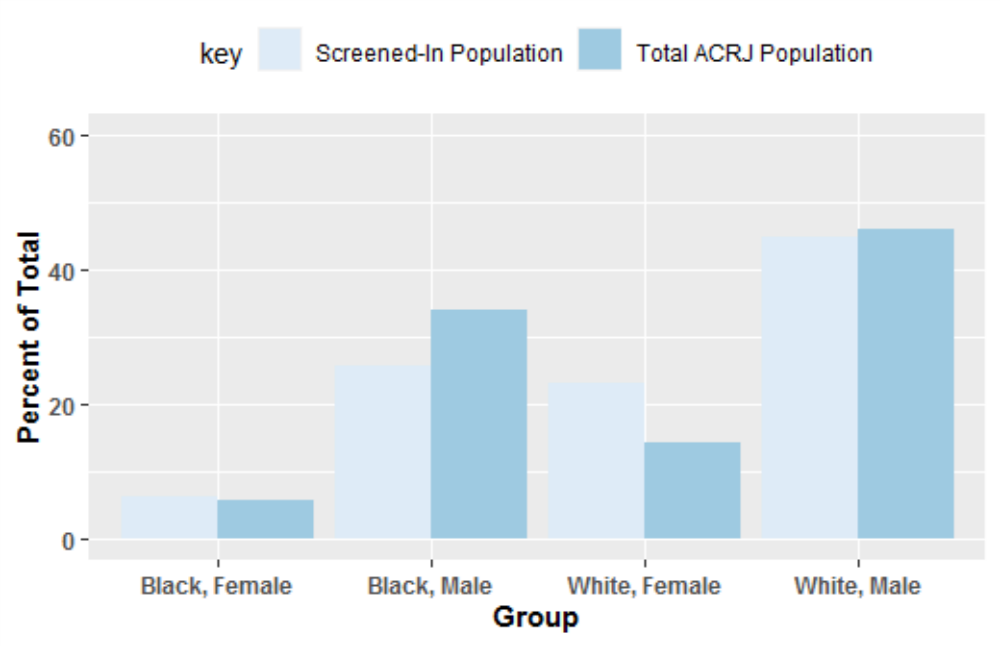 key Screened-In Population Total ACRJ Population
60
40
20
0
Percent of Total
Black, Female Black, Male White, Female White, Male
Group